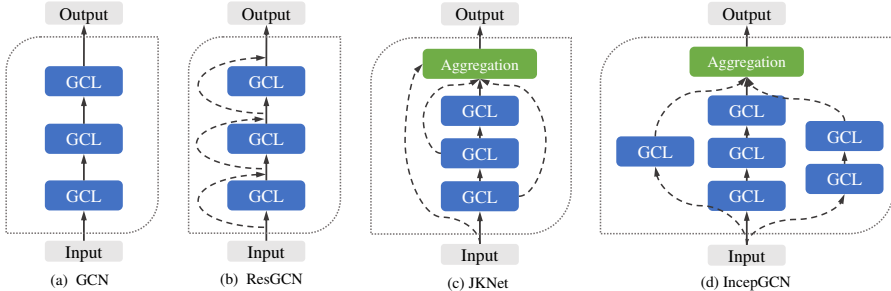 Output
GCL
GCL
GCL
Input
(a) GCN
Output
GCL
GCL
GCL
Input
(b) ResGCN
Output
Aggregation
GCL
GCL
GCL
Input
(c) JKNet
Output
Aggregation
GCL
GCL
GCL
GCL
GCL
GCL
Input
(d) IncepGCN